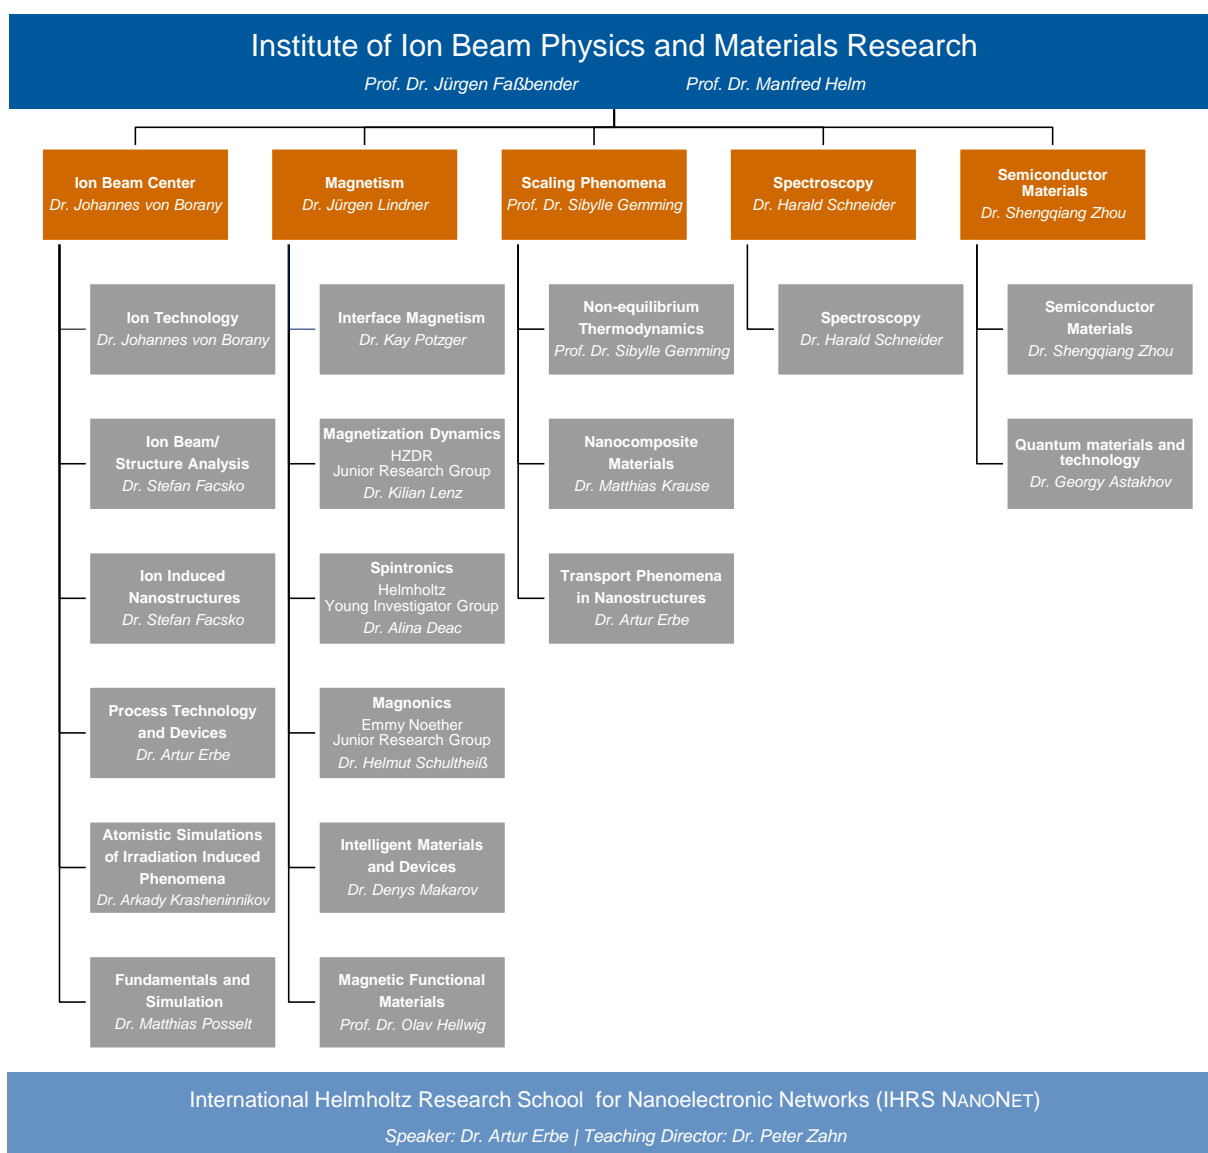 Institute of Ion Beam Physics and Materials Research
Prof. Dr. Jürgen Faßbender Prof. Dr. Manfred Helm
Ion Beam Center
Dr. Johannes von Borany
Magnetism
Dr. Jürgen Lindner
Scaling Phenomena
Prof. Dr. Sibylle Gemming
Spectroscopy
Dr. Harald Schneider
Semiconductor
Materials
Dr. Shengqiang Zhou
Ion Technology
Dr. Johannes von Borany
Interface Magnetism
Dr. Kay Potzger
Non-equilibrium
Thermodynamics
Prof. Dr. Sibylle Gemming
Spectroscopy
Dr. Harald Schneider
Semiconductor
Materials
Dr. Shengqiang Zhou
Ion Beam/
Structure Analysis
Dr. Stefan Facsko
Magnetization Dynamics
HZDR
Junior Research Group
Dr. Kilian Lenz
Nanocomposite
Materials
Dr. Matthias Krause
Quantum materials and
technology
Dr. Georgy Astakhov
Ion Induced
Nanostructures
Dr. Stefan Facsko
Spintronics
Helmholtz
Young Investigator Group
Dr. Alina Deac
Transport Phenomena
in Nanostructures
Dr. Artur Erbe
Process Technology
and Devices
Dr. Artur Erbe
Magnonics
Emmy Noether
Junior Research Group
Dr. Helmut Schultheiß
Atomistic Simulations
of Irradiation Induced
Phenomena
Dr. Arkady Krasheninnikov
Intelligent Materials
and Devices
Dr. Denys Makarov
Fundamentals and
Simulation
Dr. Matthias Posselt
Magnetic Functional
Materials
Prof. Dr. Olav Hellwig
International Helmholtz Research School for Nanoelectronic Networks (IHRS NANONET)
Speaker: Dr. Artur Erbe | Teaching Director: Dr. Peter Zahn